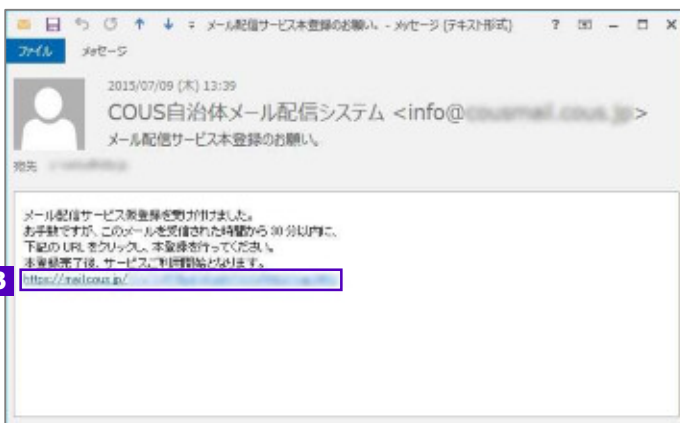 メール配信サービス本登録のお願い。 - メッセージ (テキスト形式)
ファイル メッセージ
2015/07/09 (木) 13:39
COUS自治体メール配信システム <info@
メール配信サービス本登録のお願い。
宛先
メール配信サービス仮登録を受け付けました。
お手数ですが、このメールを受信された時間から 30 分以内に、
下記の URL をクリックし、本登録を行ってください。
本登録完了後、サービスご利用開始となります。
3
https://mail.cous.jp/